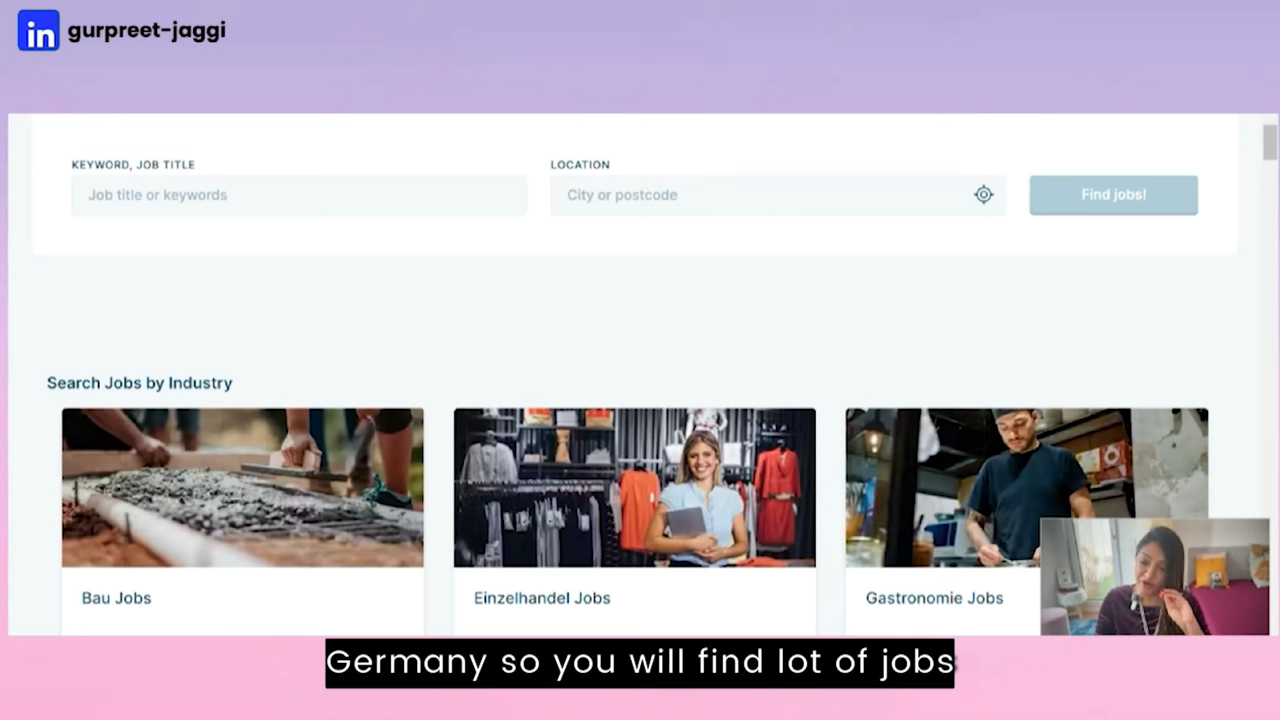 in gurpreet-jaggi
KEYWORD, JOB TITLE
LOCATION
Job title or keywords
City or postcode
Find jobs!
Search Jobs by Industry
Bau Jobs
Einzelhandel Jobs
Gastronomie Jobs
Germany so you will find lot of jobs